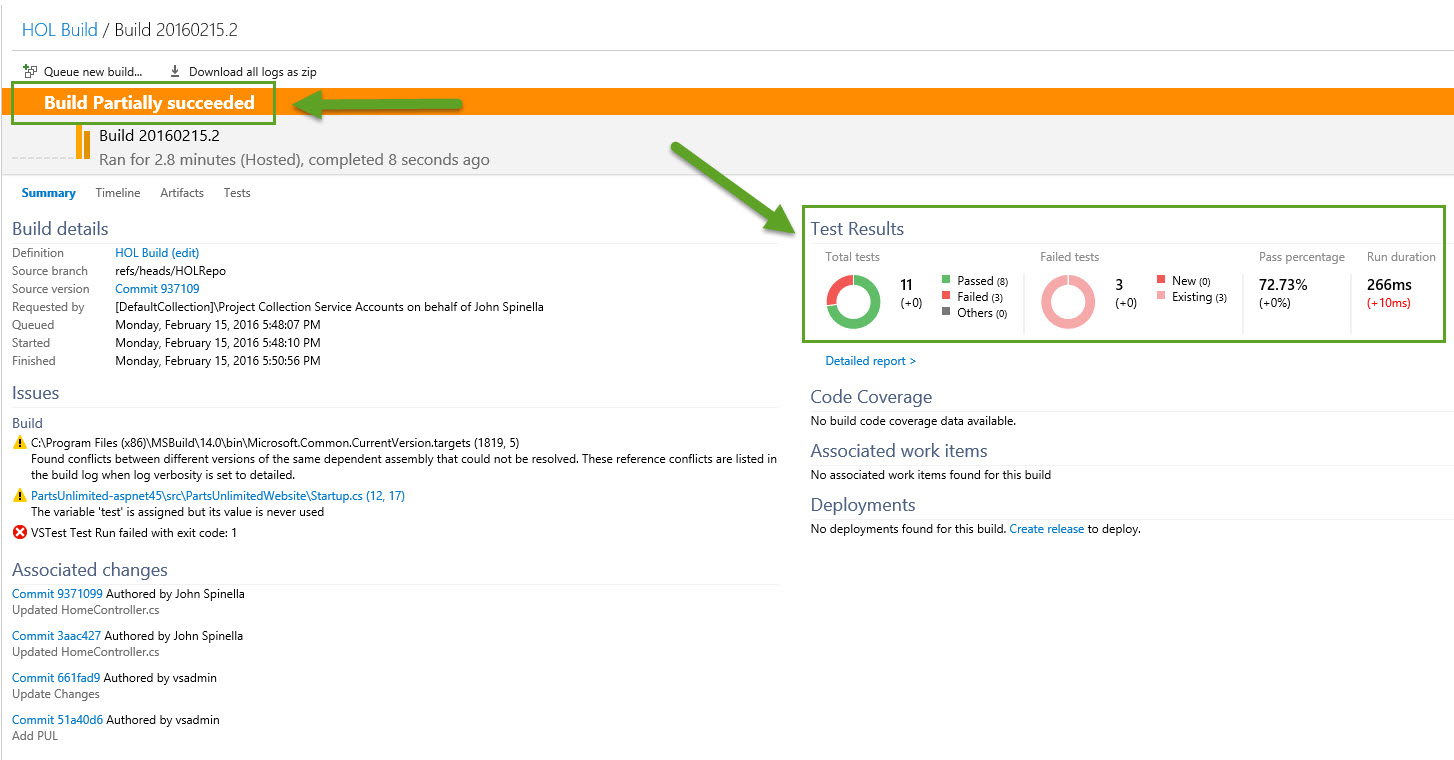 HOL Build / Build 20160215.2
Queue new build... Download all logs as zip
Build Partially succeeded
Build 20160215.2
Ran for 2.8 minutes (Hosted), completed 8 seconds ago
Summary Timeline Artifacts Tests
Build details
Definition HOL Build (edit)
Source branch refs/heads/HOLRepo
Source version Commit 937109
Requested by [DefaultCollection]\Project Collection Service Accounts on behalf of John Spinella
Queued Monday, February 15, 2016 5:48:07 PM
Started Monday, February 15, 2016 5:48:10 PM
Finished Monday, February 15, 2016 5:50:56 PM
Issues
Build
C:\Program Files (x86)\MSBuild\14.0\bin\Microsoft.Common.CurrentVersion.targets (1819, 5)
Found conflicts between different versions of the same dependent assembly that could not be resolved. These reference conflicts are listed in
the build log when log verbosity is set to detailed.
PartsUnlimited-aspnet45\src\PartsUnlimitedWebsite\Startup.cs (12, 17)
The variable 'test' is assigned but its value is never used
VSTest Test Run failed with exit code: 1
Associated changes
Commit 9371099 Authored by John Spinella
Updated HomeController.cs
Commit 3aac427 Authored by John Spinella
Updated HomeController.cs
Commit 661fad9 Authored by vsadmin
Update Changes
Commit 51a40d6 Authored by vsadmin
Add PUL
Test Results
Total tests Failed tests Pass percentage Run duration
11 Passed (8) 3 New (0) 72.73% 266ms
(+0) Failed (3) (+0) Existing (3) (+0%) (+10ms)
Others (0)
Detailed report >
Code Coverage
No build code coverage data available.
Associated work items
No associated work items found for this build
Deployments
No deployments found for this build. Create release to deploy.